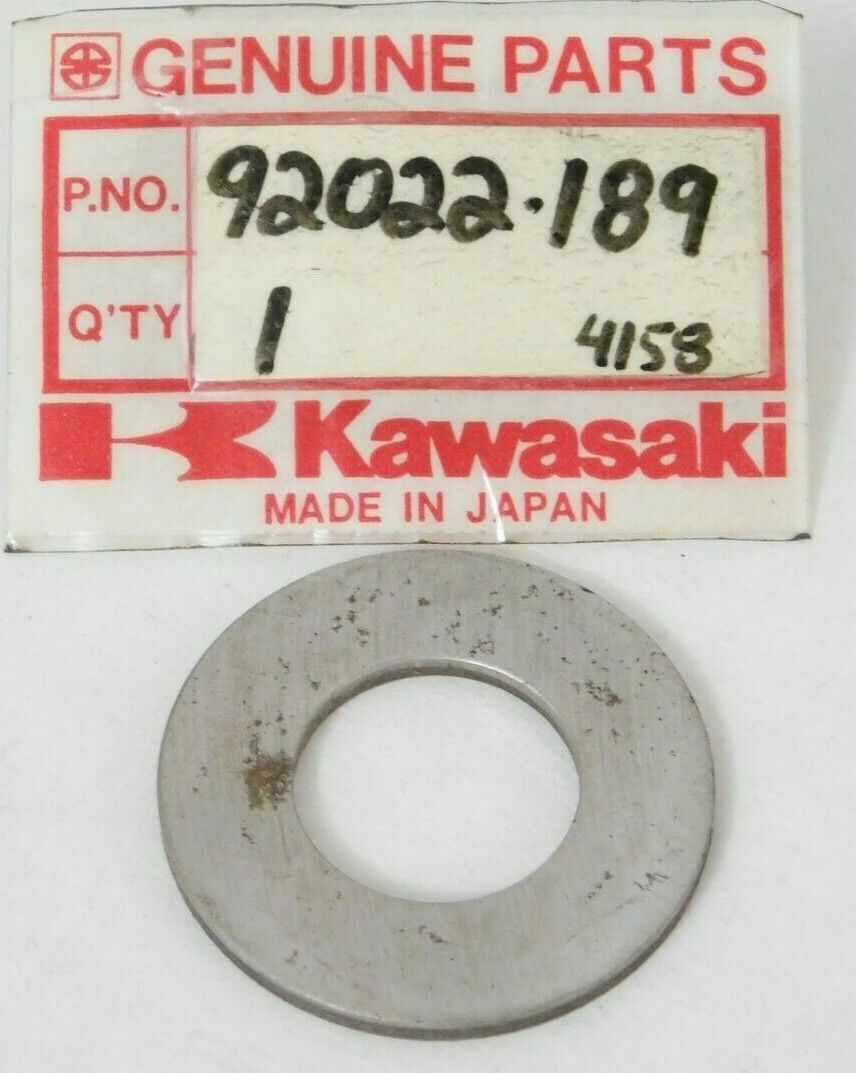 GENUINE PARTS
P.NO. 92022-189
Q'TY 1 4158
Kawasaki
MADE IN JAPAN